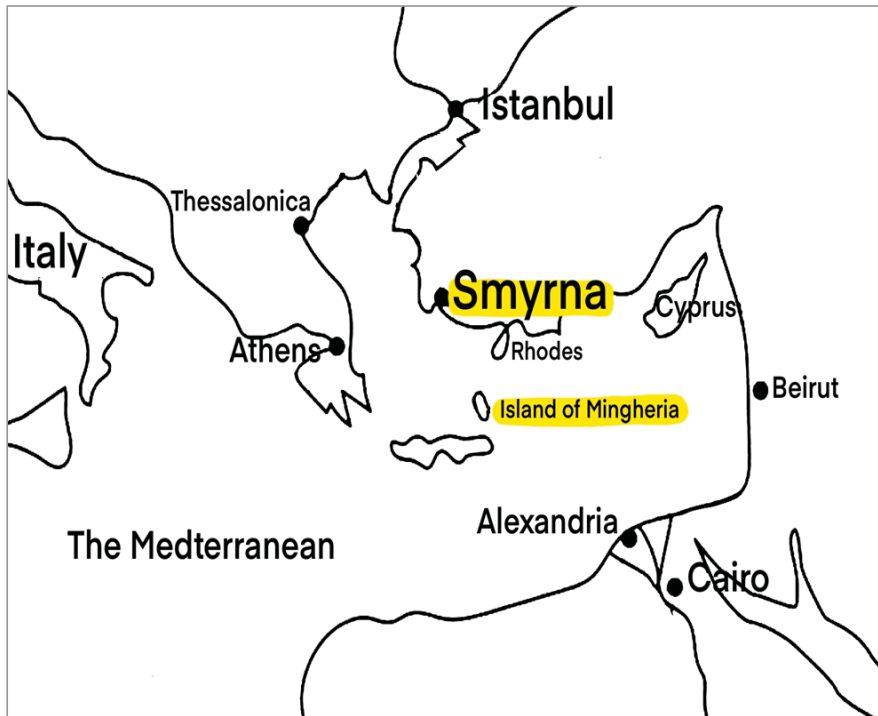 Istanbul
Thessalonica
Italy
Smyrna
Cyprus
Athens
Rhodes
Beirut
Island of Mingheria
Alexandria
The Medterranean
Cairo